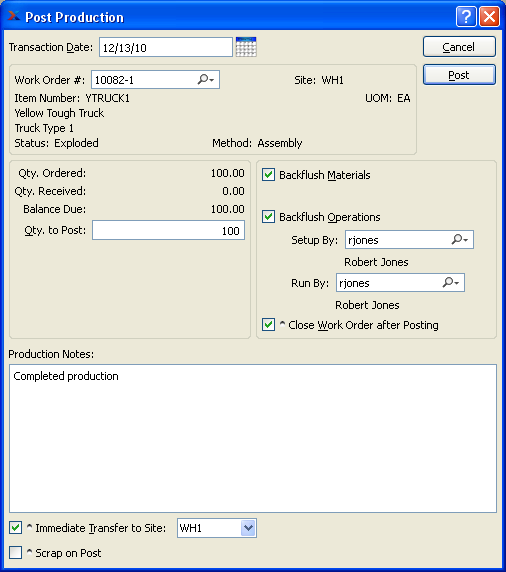 Post Production
Transaction Date: 12/13/10
Cancel
Work Order #: 10082-1 Site: WH1
Post
Item Number: YTRUCK1 UOM: EA
Yellow Tough Truck
Truck Type 1
Status: Exploded Method: Assembly
Qty. Ordered: 100.00
Qty. Received: 0.00
Balance Due: 100.00
Qty. to Post: 100
Backflush Materials
Backflush Operations
Setup By: rjones
Robert Jones
Run By: rjones
Robert Jones
^ Close Work Order after Posting
Production Notes:
Completed production
^ Immediate Transfer to Site: WH1
^ Scrap on Post